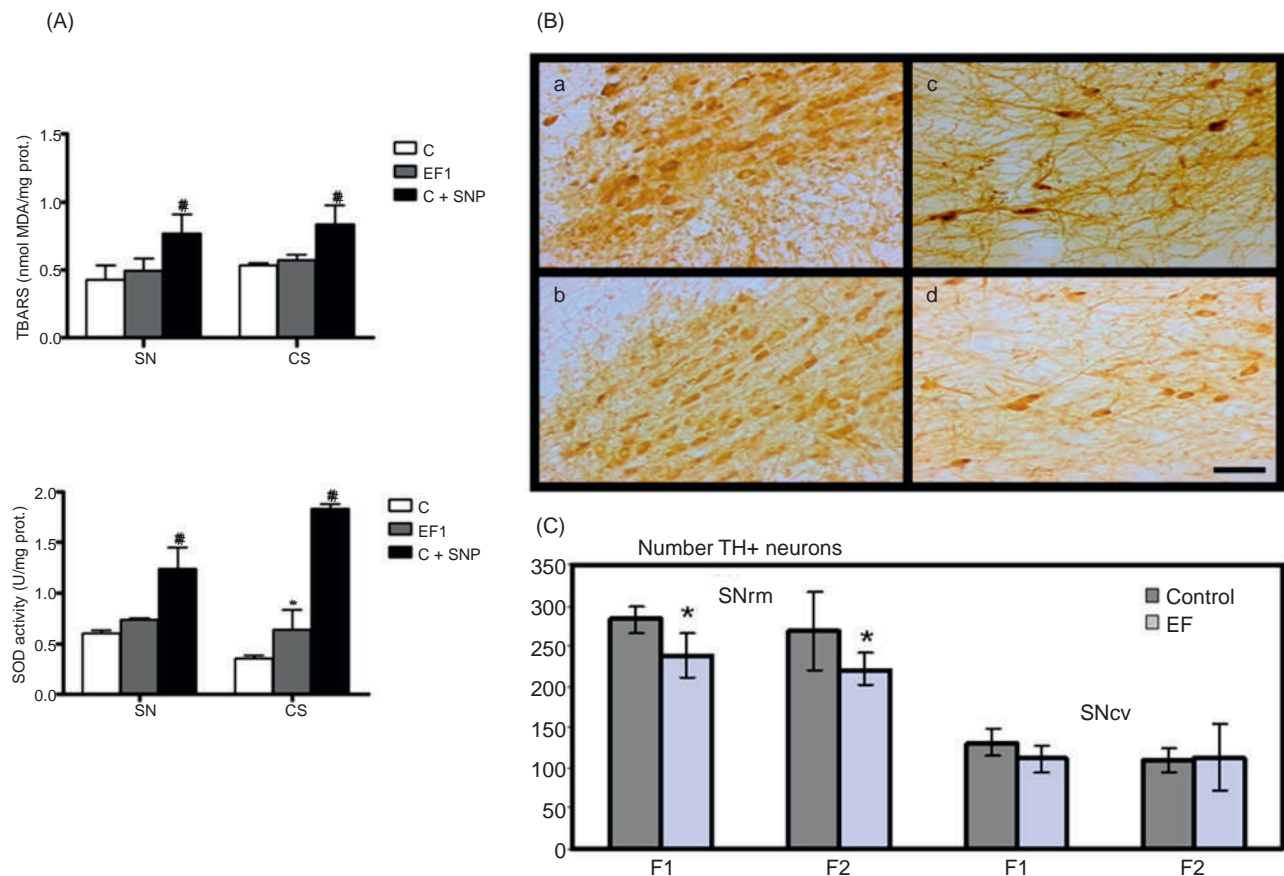 (A)
TBARS (nmol MDA/mg prot.)
1.5
1.0
0.5
0.0
#
#
SN
CS
C
EF1
C + SNP
SOD activity (U/mg prot.)
2.0
1.5
1.0
0.5
0.0
#
*
#
SN
CS
C
EF1
C + SNP
(B)
a
c
b
d
(C)
Number TH+ neurons
350
300
250
200
150
100
50
0
SNrm
*
*
SNcv
Control
EF
F1
F2
F1
F2